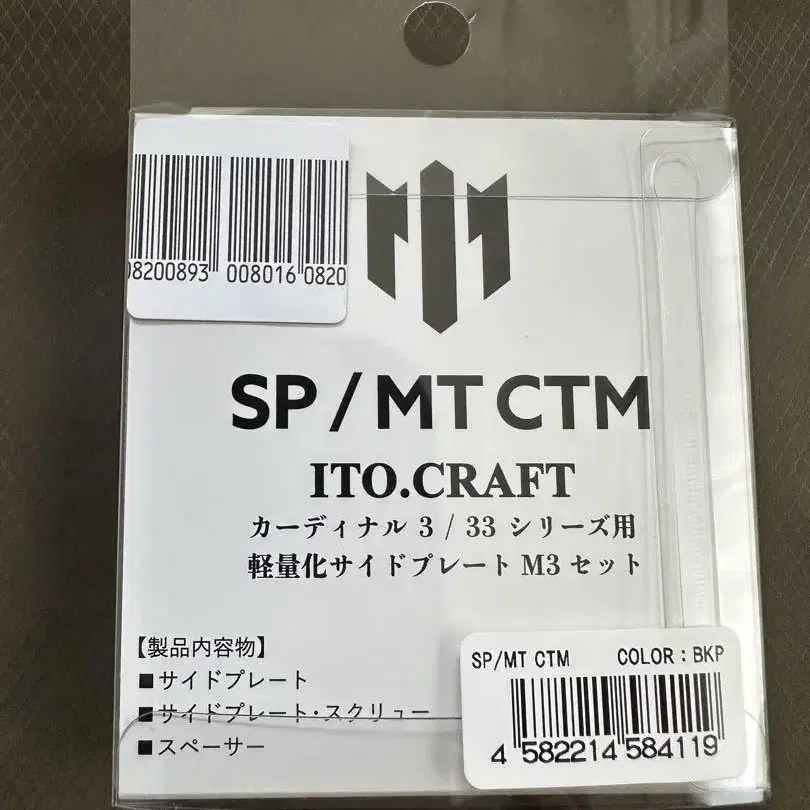 08200893 008016 0820
SP/MT CTM
ITO.CRAFT
カーディナル 3 / 33 シリーズ用
軽量化サイドプレート M3 セット
【製品内容物】
■サイドプレート
■サイドプレート・スクリュー
■スペーサー
SP/MT CTM COLOR : BKP
4 582214 584119